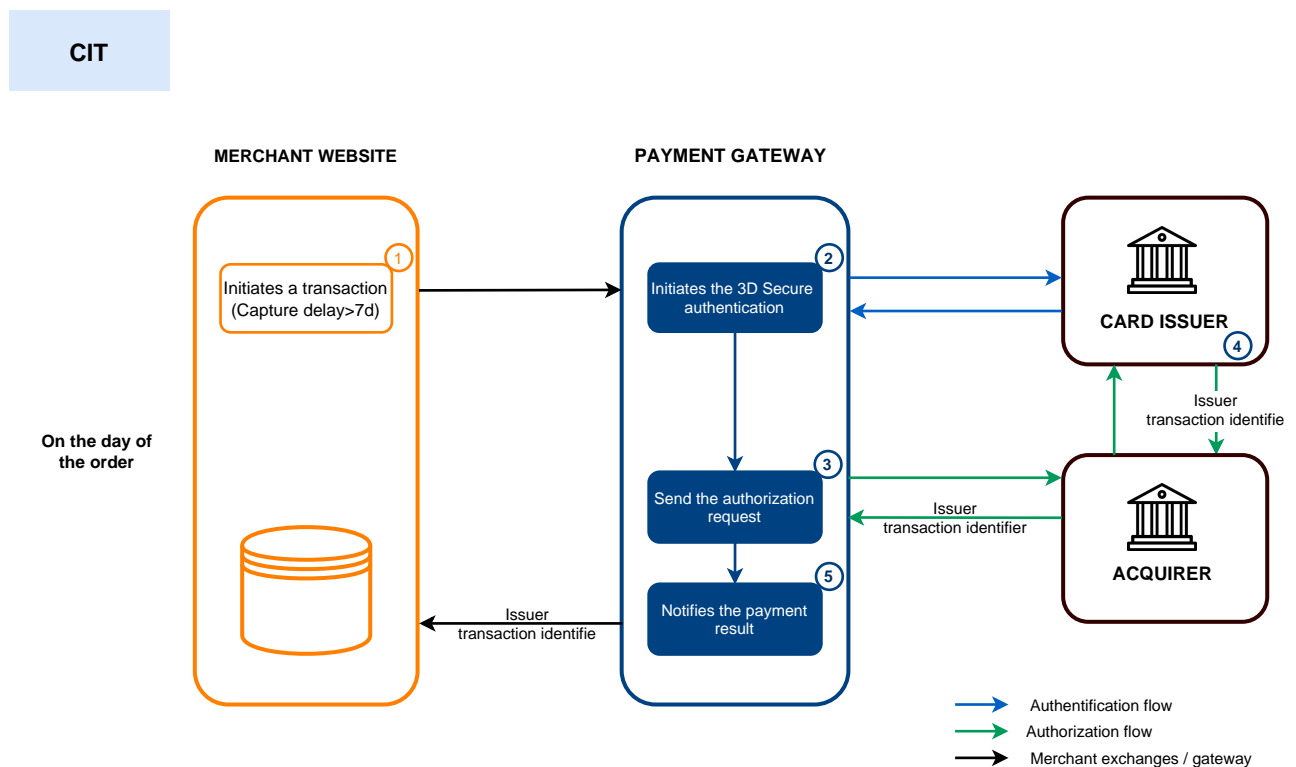 CIT
MERCHANT WEBSITE
PAYMENT GATEWAY
1
Initiates a transaction
(Capture delay>7d)
2
Initiates the 3D Secure
authentication
CARD ISSUER
4
Issuer
transaction identifie
On the day of
the order
3
Send the authorization
request
Issuer
transaction identifier
ACQUIRER
5
Notifies the payment
result
Issuer
transaction identifie
Authentification flow
Authorization flow
Merchant exchanges / gateway